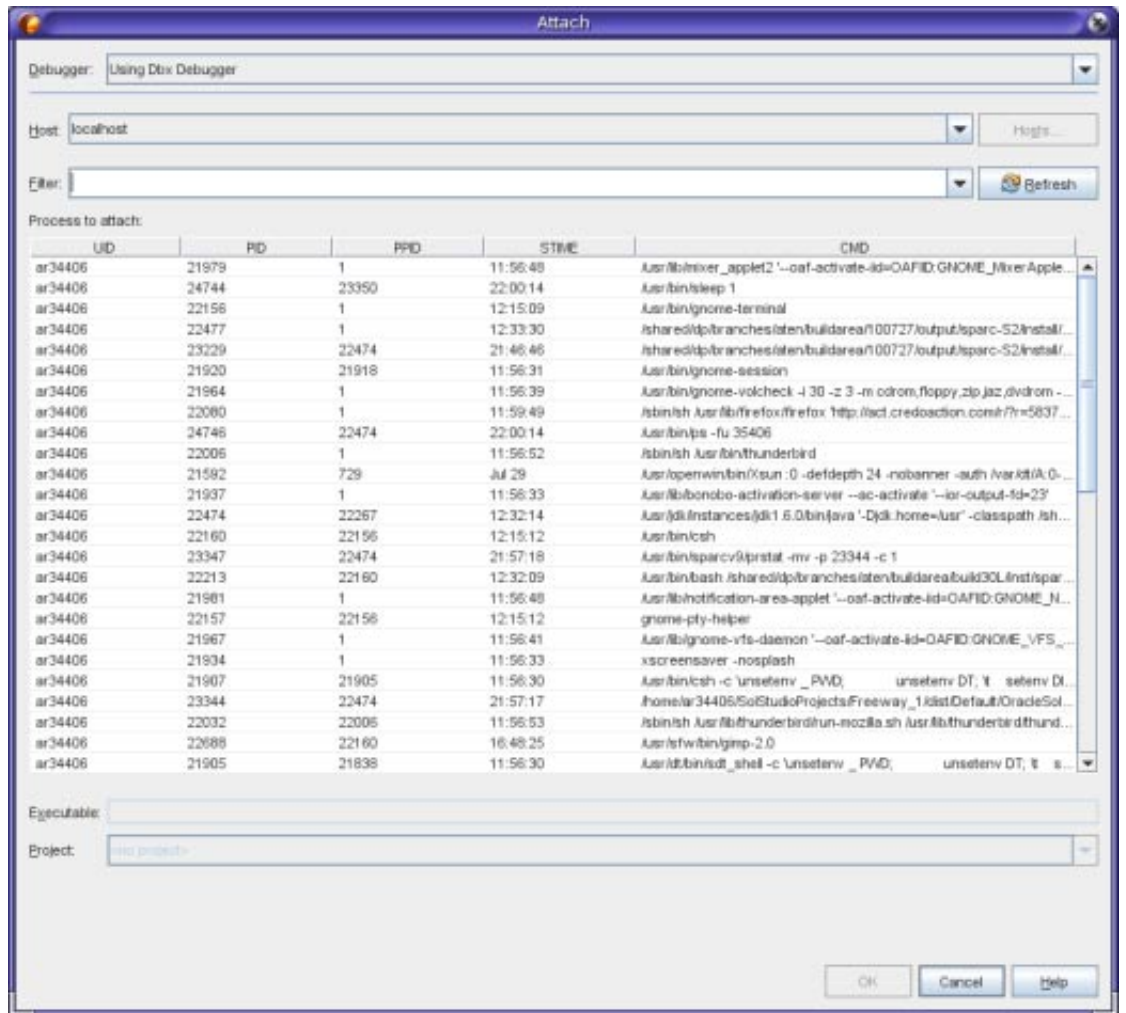 Attach
Debugger: Using Dbx Debugger
Host: localhost Hosts...
Filter: Refresh
Process to attach:
UID PID PPID STIME CMD
ar34406 21979 1 11:56:48 /usr/lib/mixer_applet2 '--oaf-activate-iid=OAFIID:GNOME_MixerApple...
ar34406 24744 23350 22:00:14 /usr/bin/sleep 1
ar34406 22156 1 12:15:09 /usr/bin/gnome-terminal
ar34406 22477 1 12:33:30 /shared/dp/branches/aten/buildarea/100727/output/sparc-S2/install/...
ar34406 23229 22474 21:46:46 /shared/dp/branches/aten/buildarea/100727/output/sparc-S2/install/...
ar34406 21920 21918 11:56:31 /usr/bin/gnome-session
ar34406 21964 1 11:56:39 /usr/bin/gnome-volcheck -i 30 -z 3 -m cdrom,floppy,zip,jaz,dvdrom -...
ar34406 22080 1 11:59:49 /sbin/sh /usr/lib/firefox/firefox 'http://act.credoaction.com/r/?r=5837...
ar34406 24746 22474 22:00:14 /usr/bin/ps -fu 35406
ar34406 22006 1 11:56:52 /sbin/sh /usr/bin/thunderbird
ar34406 21592 729 Jul 29 /usr/openwin/bin/Xsun :0 -defdepth 24 -nobanner -auth /var/dt/A:0-...
ar34406 21937 1 11:56:33 /usr/lib/bonobo-activation-server --ac-activate '--ior-output-fd=23'
ar34406 22474 22267 12:32:14 /usr/jdk/instances/jdk1.6.0/bin/java '-Djdk.home=/usr' -classpath /sh...
ar34406 22160 22156 12:15:12 /usr/bin/csh
ar34406 23347 22474 21:57:18 /usr/bin/sparcv9/prstat -mv -p 23344 -c 1
ar34406 22213 22160 12:32:09 /usr/bin/bash /shared/dp/branches/aten/buildarea/build30L/inst/spar...
ar34406 21981 1 11:56:48 /usr/lib/notification-area-applet '--oaf-activate-iid=OAFIID:GNOME_N...
ar34406 22157 22156 12:15:12 gnome-pty-helper
ar34406 21967 1 11:56:41 /usr/lib/gnome-vfs-daemon '--oaf-activate-iid=OAFIID:GNOME_VFS_...
ar34406 21934 1 11:56:33 xscreensaver -nosplash
ar34406 21907 21905 11:56:30 /usr/bin/csh -c 'unsetenv _ PWD; unsetenv DT; \t setenv DI...
ar34406 23344 22474 21:57:17 /home/ar34406/SolStudioProjects/Freeway_1/dist/Default/OracleSol...
ar34406 22032 22006 11:56:53 /sbin/sh /usr/lib/thunderbird/run-mozilla.sh /usr/lib/thunderbird/thund...
ar34406 22688 22160 16:48:25 /usr/sfw/bin/gimp-2.0
ar34406 21905 21838 11:56:30 /usr/dt/bin/sdt_shell -c 'unsetenv _ PWD; unsetenv DT; \t s...
Executable:
Project: <no project>
OK Cancel Help